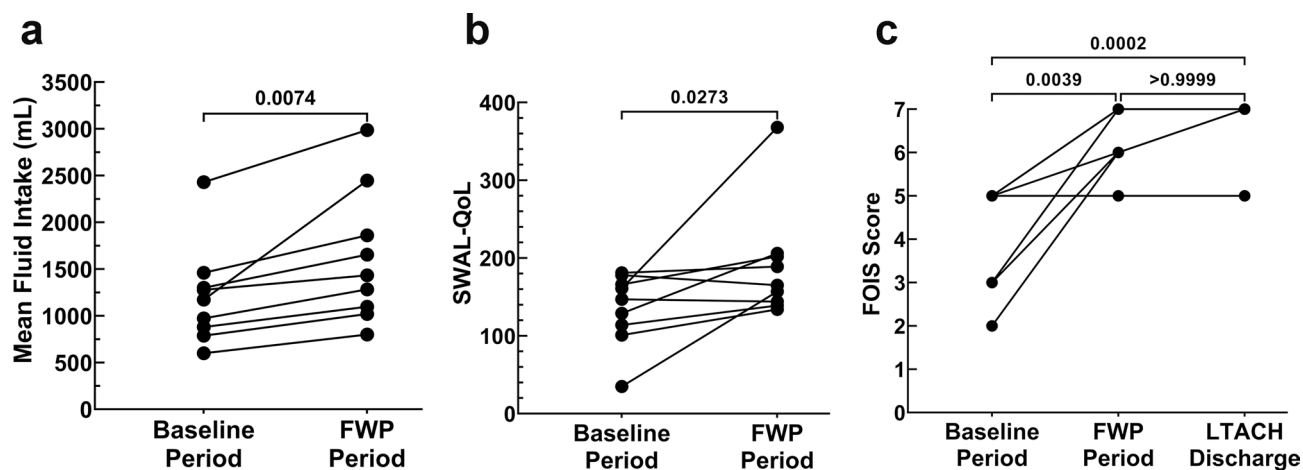 a
Mean Fluid Intake (mL)
3500
3000
2500
2000
1500
1000
500
0
0.0074
Baseline
Period
FWP
Period
b
SWAL-QoL
400
300
200
100
0
0.0273
Baseline
Period
FWP
Period
c
FOIS Score
7
6
5
4
3
2
1
0
0.0002
0.0039
>0.9999
Baseline
Period
FWP
Period
LTACH
Discharge